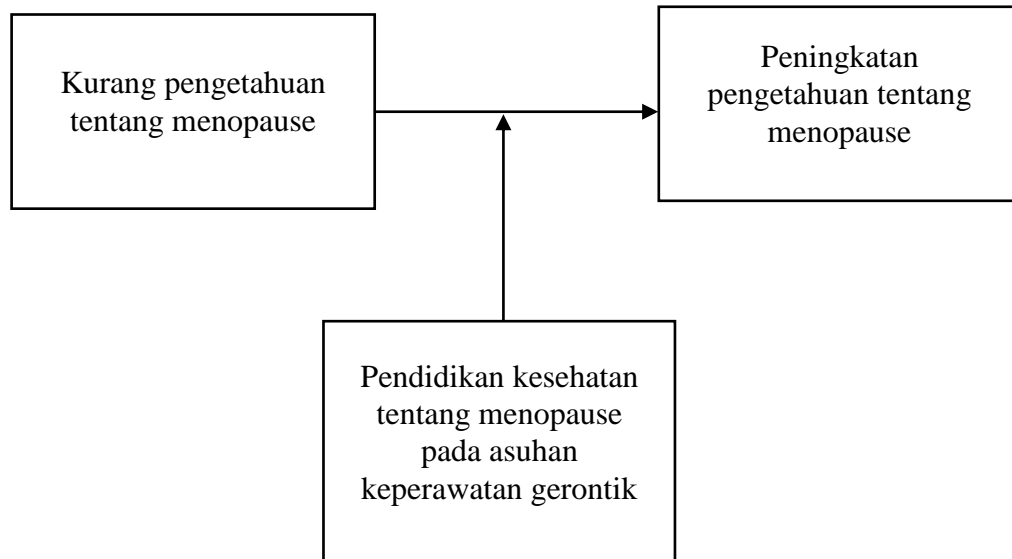 Kurang pengetahuan
tentang menopause
Peningkatan
pengetahuan tentang
menopause
Pendidikan kesehatan
tentang menopause
pada asuhan
keperawatan gerontik